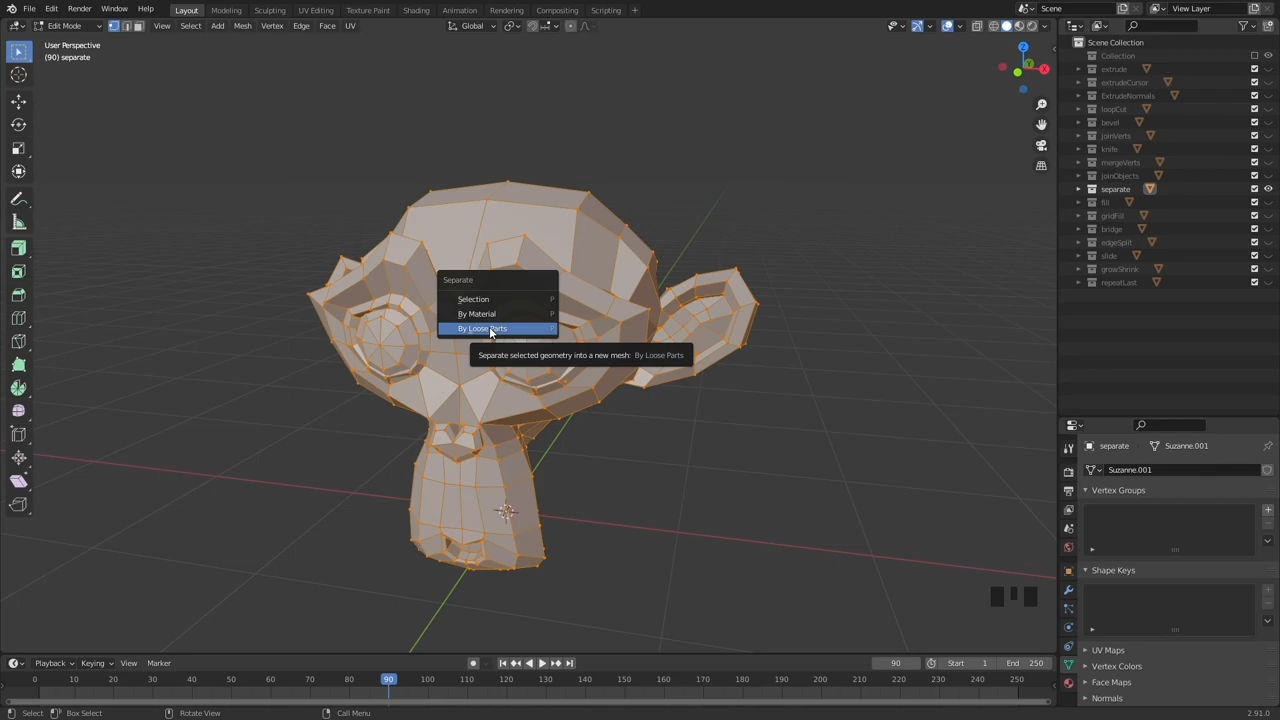 File Edit Render Window Help Layout Modeling Sculpting UV Editing Texture Paint Shading Animation Rendering Compositing Scripting + Scene View Layer
Edit Mode View Select Add Mesh Vertex Edge Face UV Global
User Perspective
(90) separate
Scene Collection
Collection
extrude
extrudeCursor
ExtrudeNormals
loopCut
bevel
joinVerts
knife
mergeVerts
joinObjects
separate
fill
gridFill
bridge
edgeSplit
slide
growShrink
repeatLast
X
Y
Z
Separate
Selection P
By Material P
By Loose Parts P
Separate selected geometry into a new mesh: By Loose Parts
separate Suzanne.001
Suzanne.001
Vertex Groups
Shape Keys
UV Maps
Vertex Colors
Face Maps
Normals
Playback Keying View Marker 90 Start 1 End 250
0 10 20 30 40 50 60 70 80 90 100 110 120 130 140 150 160 170 180 190 200 210 220 230 240 250
Select Box Select Rotate View Call Menu 2.91.0